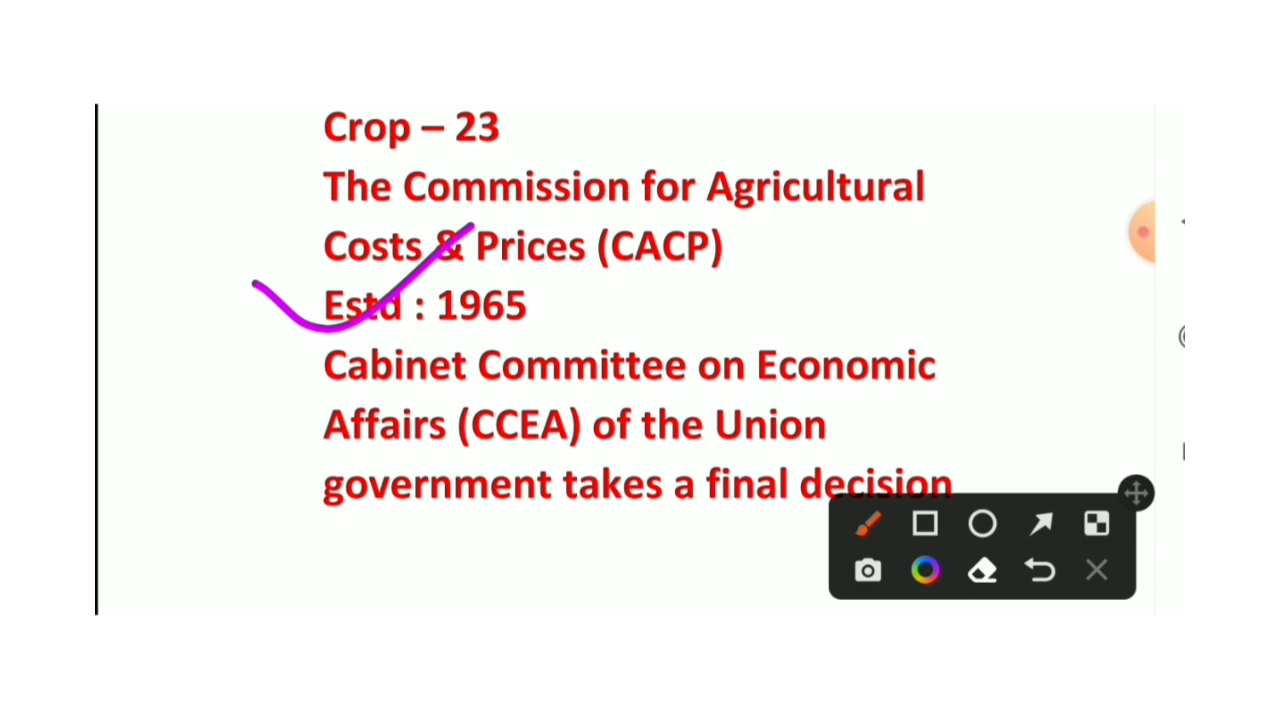 Crop – 23
The Commission for Agricultural
Costs & Prices (CACP)
Estd : 1965
Cabinet Committee on Economic
Affairs (CCEA) of the Union
government takes a final decision